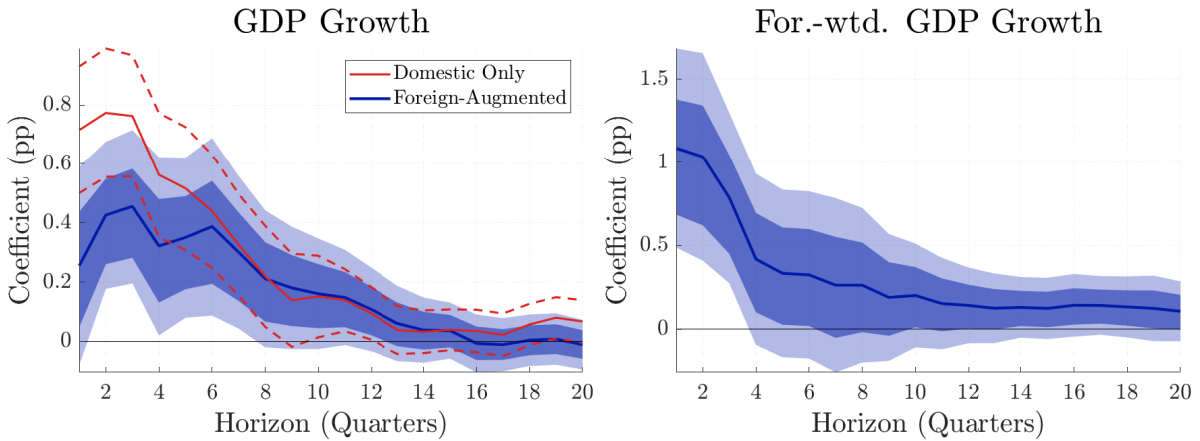 GDP Growth
Domestic Only
Foreign-Augmented
Coefficient (pp)
0.8
0.6
0.4
0.2
0
2 4 6 8 10 12 14 16 18 20
Horizon (Quarters)
For.-wtd. GDP Growth
Coefficient (pp)
1.5
1
0.5
0
2 4 6 8 10 12 14 16 18 20
Horizon (Quarters)